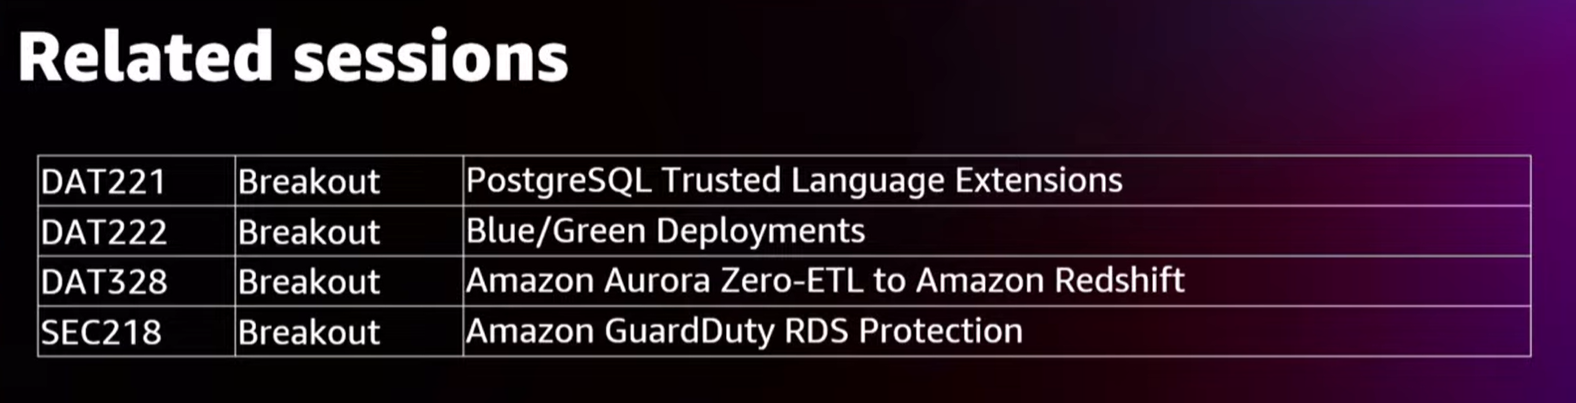 Related sessions
DAT221 Breakout PostgreSQL Trusted Language Extensions
DAT222 Breakout Blue/Green Deployments
DAT328 Breakout Amazon Aurora Zero-ETL to Amazon Redshift
SEC218 Breakout Amazon GuardDuty RDS Protection